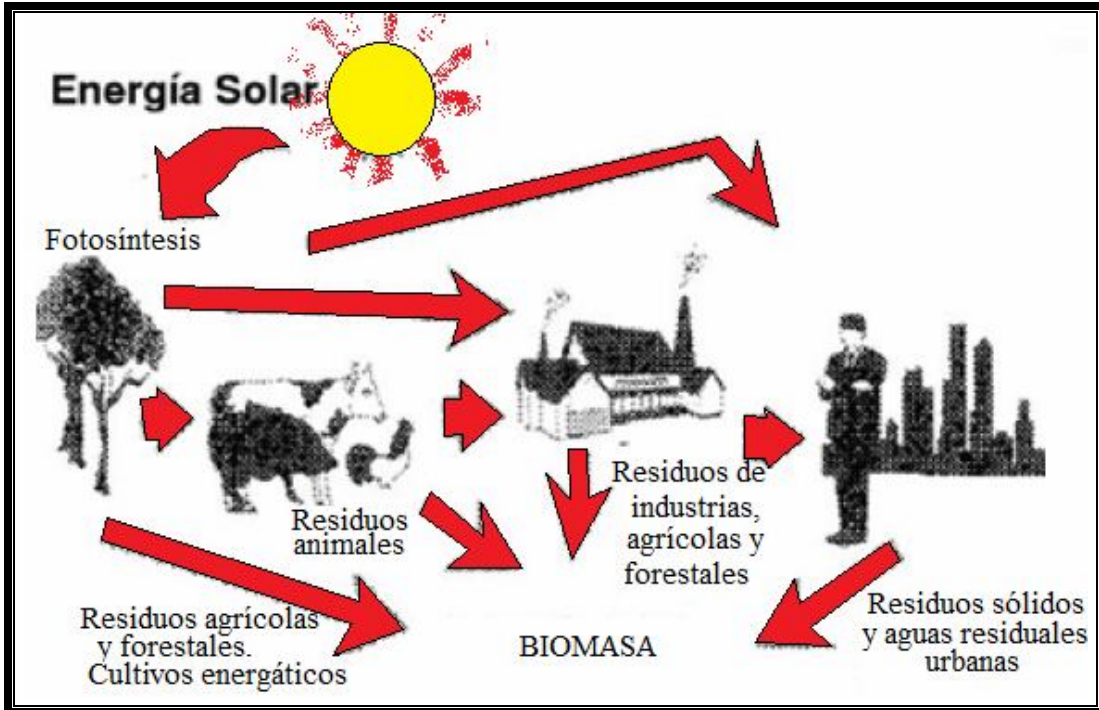 Energía Solar
Fotosíntesis
Residuos
animales
Residuos de
industrias,
agrícolas y
forestales
Residuos agrícolas
y forestales.
Cultivos energáticos
BIOMASA
Residuos sólidos
y aguas residuales
urbanas